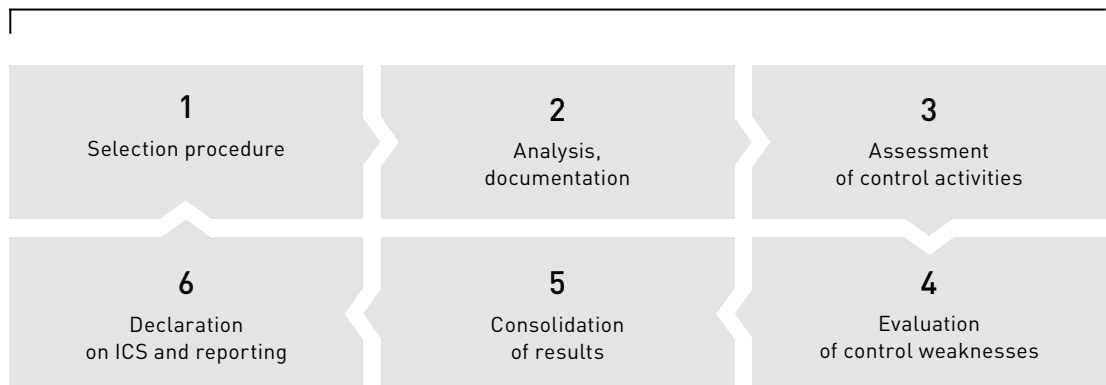 1
Selection procedure
2
Analysis,
documentation
3
Assessment
of control activities
6
Declaration
on ICS and reporting
5
Consolidation
of results
4
Evaluation
of control weaknesses